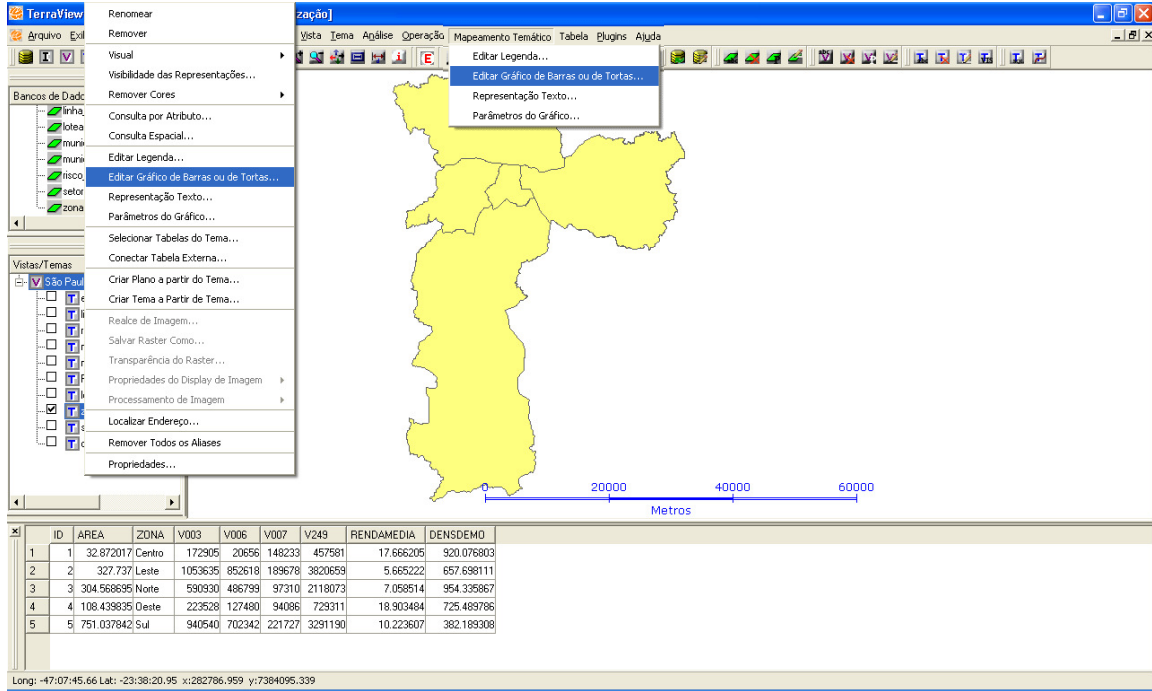 TerraView
zação]
Arquivo
Vista Tema Análise Operação Mapeamento Temático Tabela Plugins Ajuda
Renomear
Remover
Visual
Visibilidade das Representações...
Remover Cores
Consulta por Atributo...
Consulta Espacial...
Editar Legenda...
Editar Gráfico de Barras ou de Tortas...
Representação Texto...
Parâmetros do Gráfico...
Selecionar Tabelas do Tema...
Conectar Tabela Externa...
Criar Plano a partir do Tema...
Criar Tema a Partir de Tema...
Realce de Imagem...
Salvar Raster Como...
Transparência do Raster...
Propriedades do Display de Imagem
Processamento de Imagem
Localizar Endereço...
Remover Todos os Aliases
Propriedades...
Editar Legenda...
Editar Gráfico de Barras ou de Tortas...
Representação Texto...
Parâmetros do Gráfico...
Bancos de Dado
linha_
lotea
muni
muni
risco_
setor
zona
Vistas/Temas
São Paul
0 20000 40000 60000
Metros
ID AREA ZONA V003 V006 V007 V249 RENDAMEDIA DENSDEMO
1 1 32.872017 Centro 172905 20656 148233 457581 17.666205 920.076803
2 2 327.737 Leste 1053635 852618 189678 3820659 5.665222 657.698111
3 3 304.568695 Norte 590930 486799 97310 2118073 7.058514 954.335867
4 4 108.439835 Oeste 223528 127480 94086 729311 18.903484 725.489786
5 5 751.037842 Sul 940540 702342 221727 3291190 10.223607 382.189308
Long: -47:07:45.66 Lat: -23:38:20.95 x:282786.959 y:7384095.339